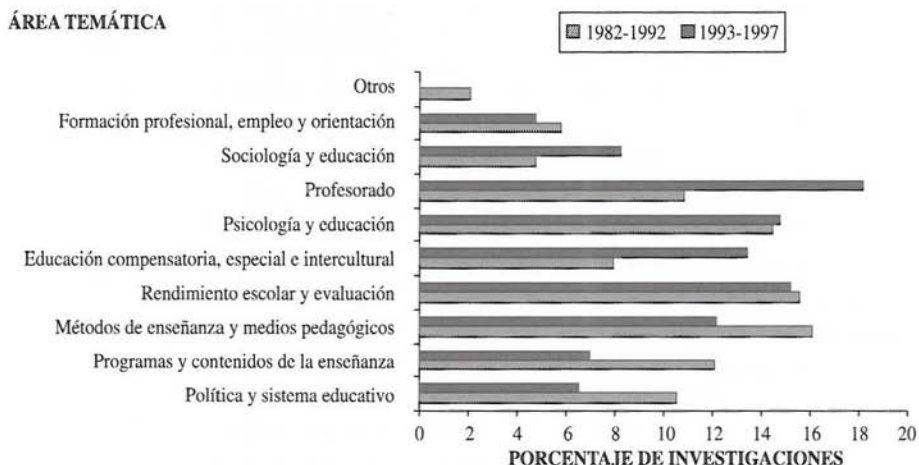 ÁREA TEMÁTICA
1982-1992 1993-1997
Otros
Formación profesional, empleo y orientación
Sociología y educación
Profesorado
Psicología y educación
Educación compensatoria, especial e intercultural
Rendimiento escolar y evaluación
Métodos de enseñanza y medios pedagógicos
Programas y contenidos de la enseñanza
Política y sistema educativo
0 2 4 6 8 10 12 14 16 18 20
PORCENTAJE DE INVESTIGACIONES